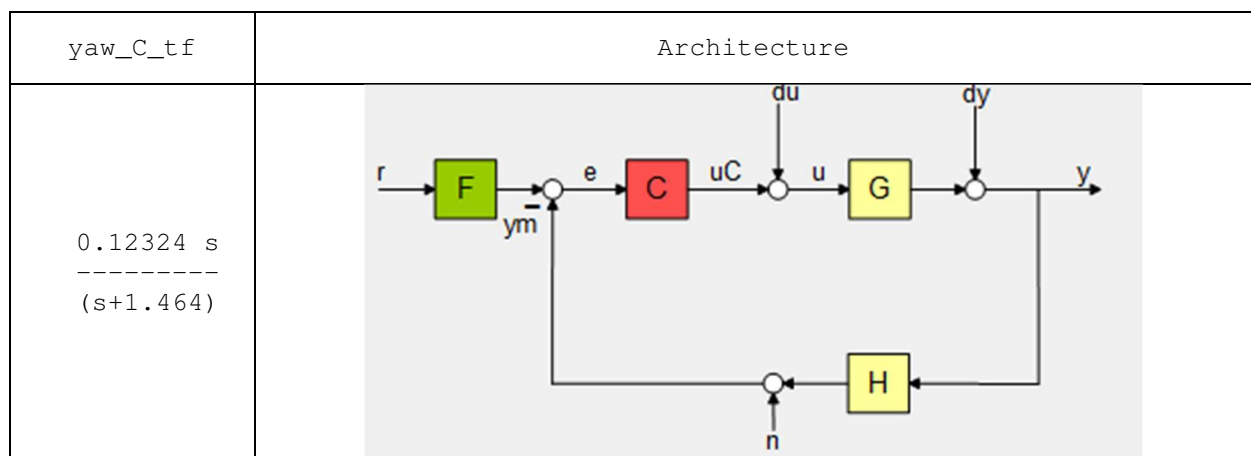 yaw_C_tf
Architecture
0.12324 s
---------
(s+1.464)
du
dy
r
F
e
C
uC
u
G
y
ym
H
n